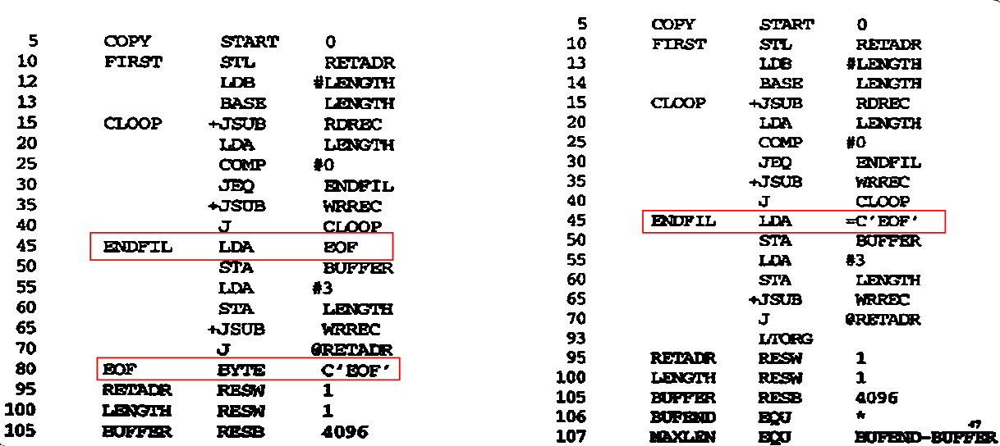 5 COPY START 0
10 FIRST STL RETADR
12 LDB #LENGTH
13 BASE LENGTH
15 CLOOP +JSUB RDREC
20 LDA LENGTH
25 COMP #0
30 JEQ ENDFIL
35 +JSUB WRREC
40 J CLOOP
45 ENDFIL LDA EOF
50 STA BUFFER
55 LDA #3
60 STA LENGTH
65 +JSUB WRREC
70 J @RETADR
80 EOF BYTE C'EOF'
95 RETADR RESW 1
100 LENGTH RESW 1
105 BUFFER RESB 4096
5 COPY START 0
10 FIRST STL RETADR
13 LDB #LENGTH
14 BASE LENGTH
15 CLOOP +JSUB RDREC
20 LDA LENGTH
25 COMP #0
30 JEQ ENDFIL
35 +JSUB WRREC
40 J CLOOP
45 ENDFIL LDA =C'EOF'
50 STA BUFFER
55 LDA #3
60 STA LENGTH
65 +JSUB WRREC
70 J @RETADR
93 LTORG
95 RETADR RESW 1
100 LENGTH RESW 1
105 BUFFER RESB 4096
106 BUFEND EQU *
47
107 MAXLEN EQU BUFEND-BUFFER